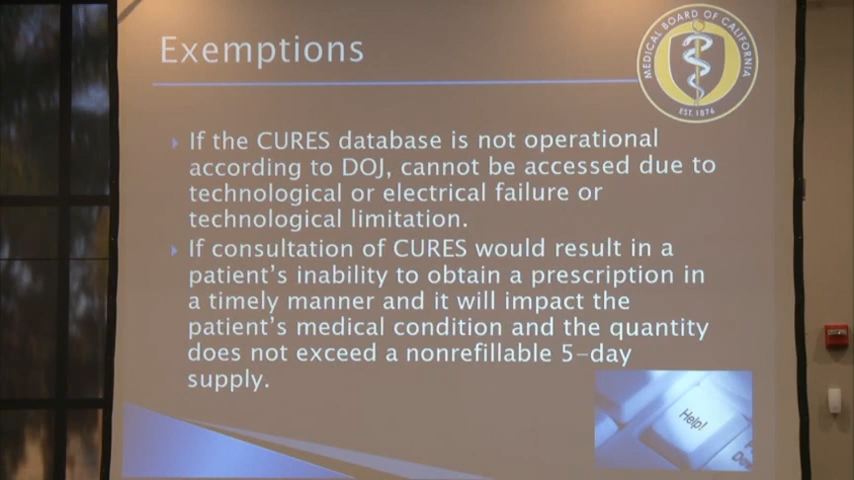 Exemptions
MEDICAL BOARD OF CALIFORNIA
EST. 1876
If the CURES database is not operational
according to DOJ, cannot be accessed due to
technological or electrical failure or
technological limitation.
If consultation of CURES would result in a
patient's inability to obtain a prescription in
a timely manner and it will impact the
patient's medical condition and the quantity
does not exceed a nonrefillable 5-day
supply.
Help!